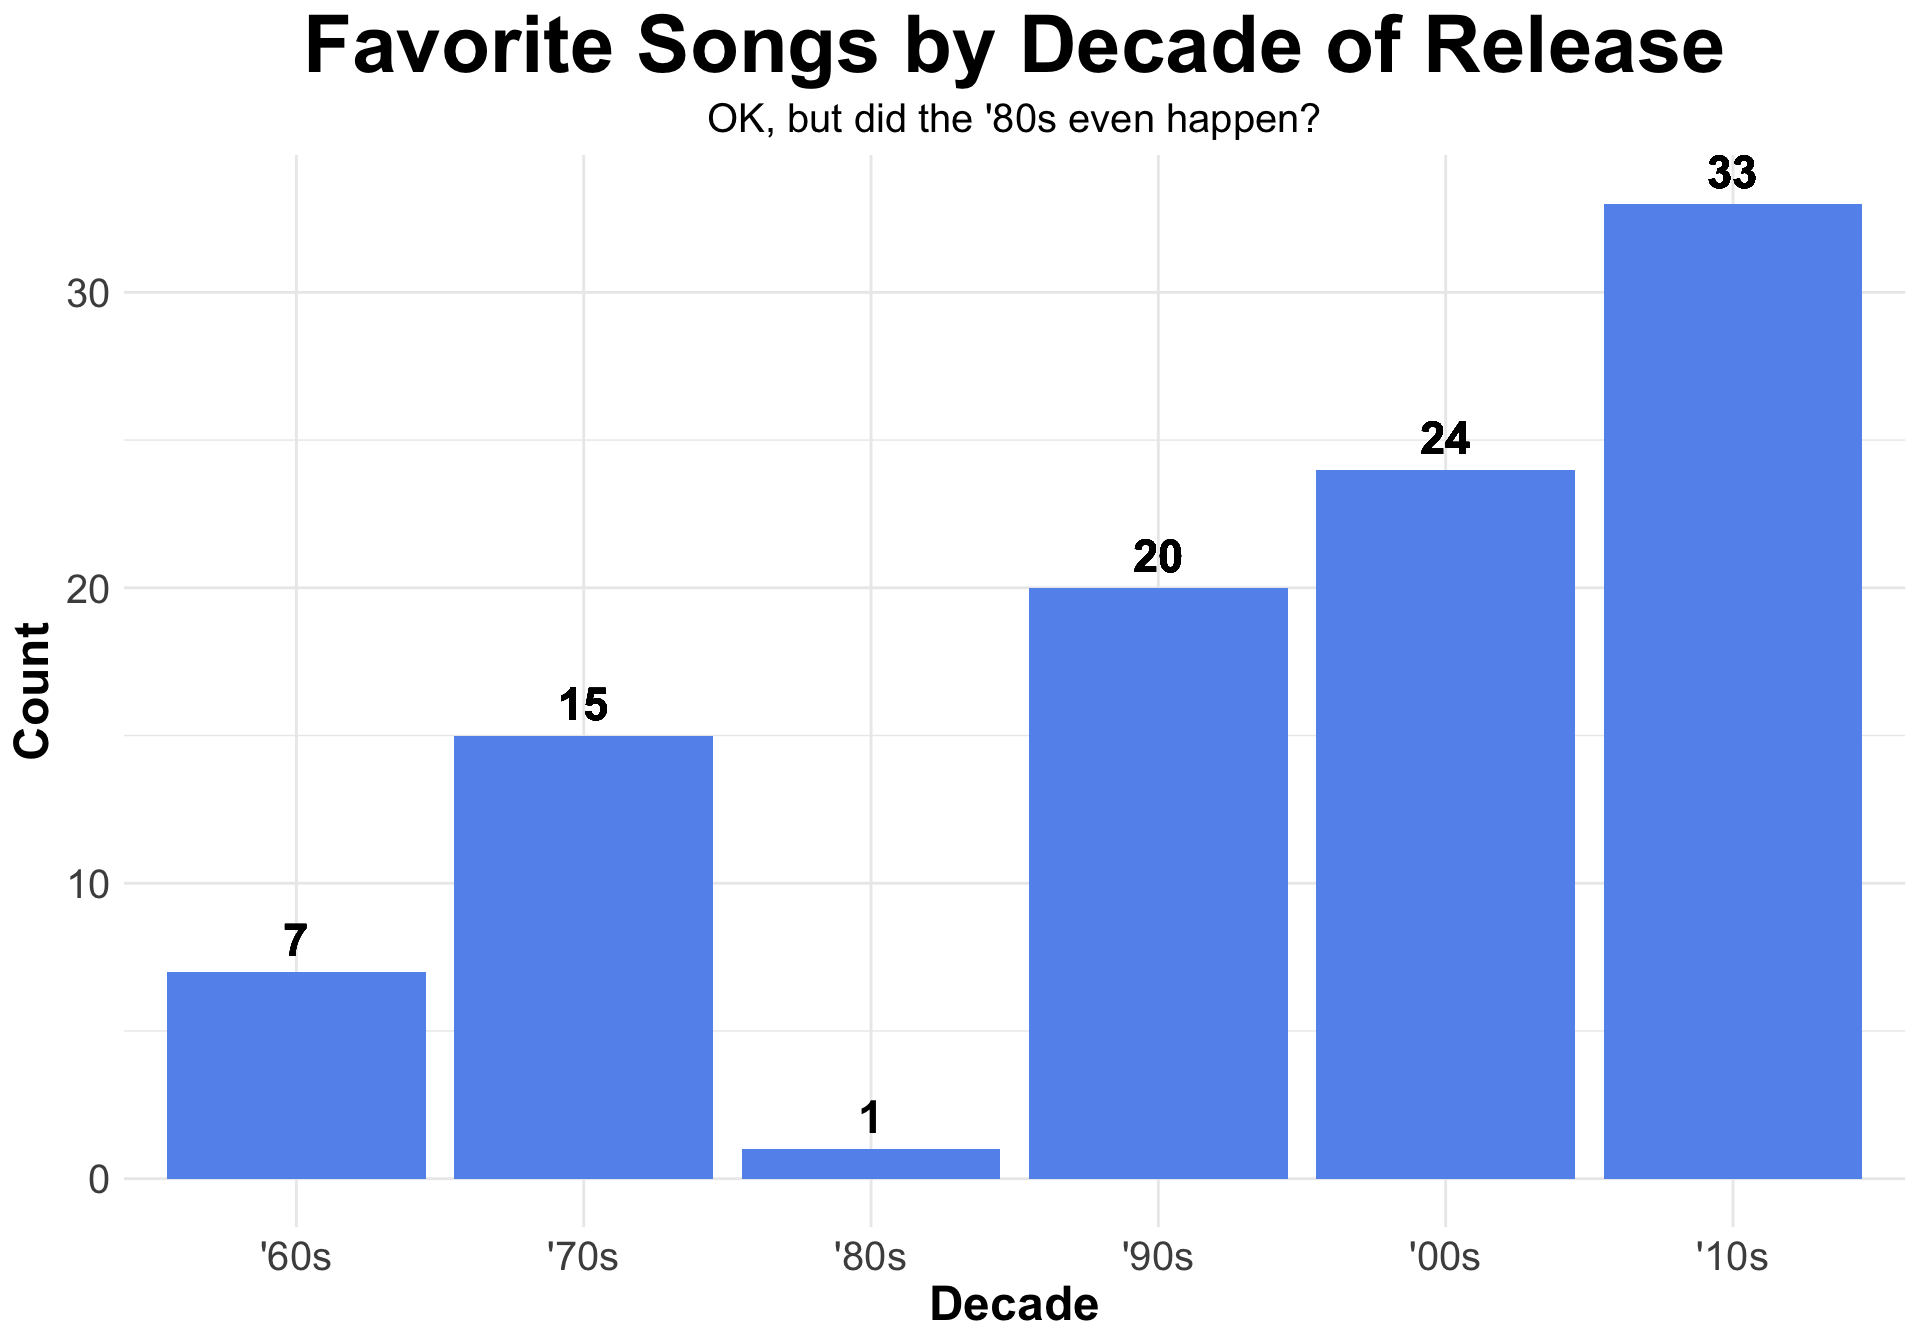 Favorite Songs by Decade of Release
OK, but did the '80s even happen?
33
30
24
20
20
15
Count
10
7
1
0
'60s '70s '80s '90s '00s '10s
Decade